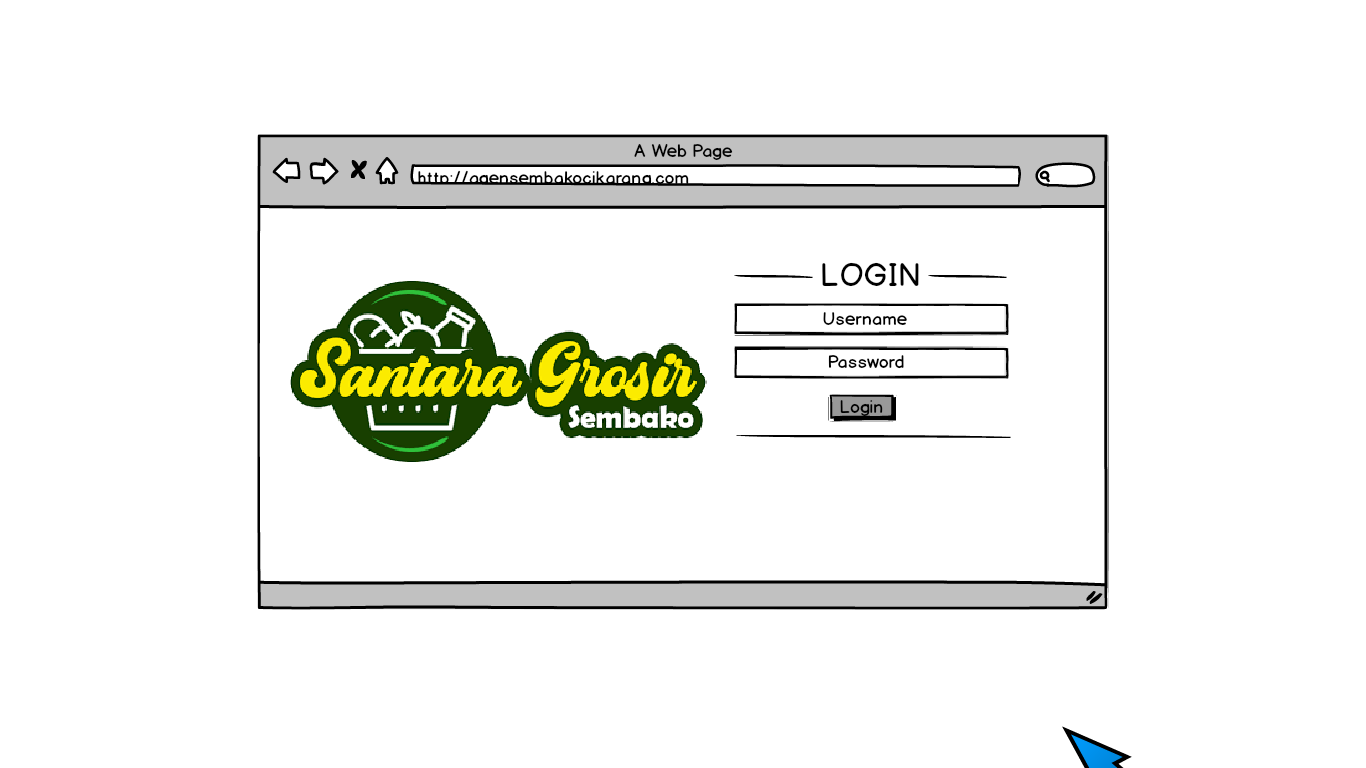 A Web Page
http://agensembakocikarang.com
LOGIN
Username
Password
Login
Santara Grosir
Sembako